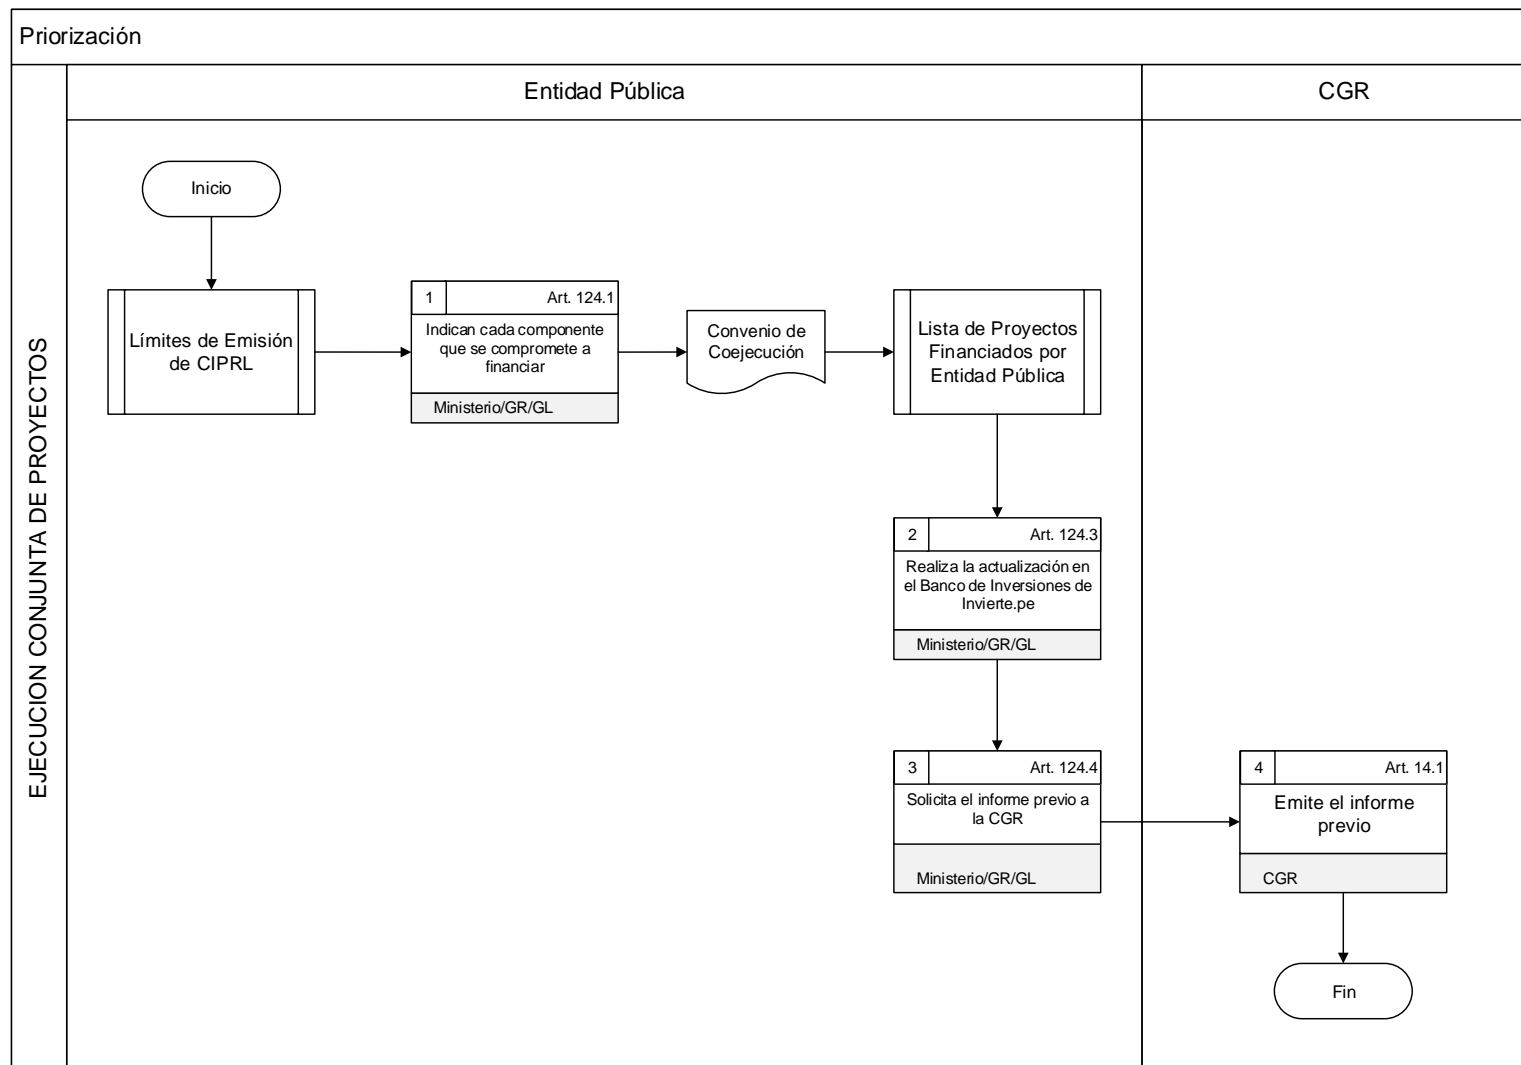 Priorización
Entidad Pública
CGR
EJECUCION CONJUNTA DE PROYECTOS
Inicio
Límites de Emisión
de CIPRL
1
Art. 124.1
Indican cada componente
que se compromete a
financiar
Ministerio/GR/GL
Convenio de
Coejecución
Lista de Proyectos
Financiados por
Entidad Pública
2
Art. 124.3
Realiza la actualización en
el Banco de Inversiones de
Invierte.pe
Ministerio/GR/GL
3
Art. 124.4
Solicita el informe previo a
la CGR
Ministerio/GR/GL
4
Art. 14.1
Emite el informe
previo
CGR
Fin